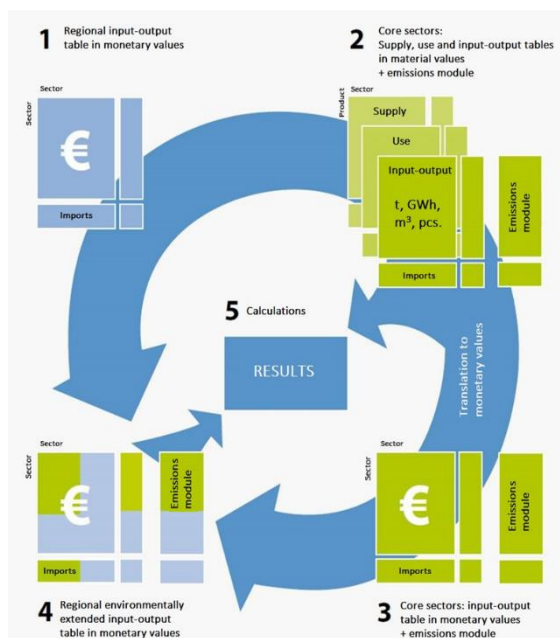 1 Regional input-output
table in monetary values
Sector
Sector
€
Imports
2 Core sectors:
Supply, use and input-output tables
in material values
+ emissions module
Sector
Product
Supply
Use
Input-output
t, GWh,
m³, pcs.
Imports
Emissions
module
5 Calculations
RESULTS
Translation to
monetary values
Sector
Sector
€
Imports
Emissions
module
4 Regional environmentally
extended input-output
table in monetary values
Sector
Sector
€
Imports
Emissions
module
3 Core sectors: input-output
table in monetary values
+ emissions module